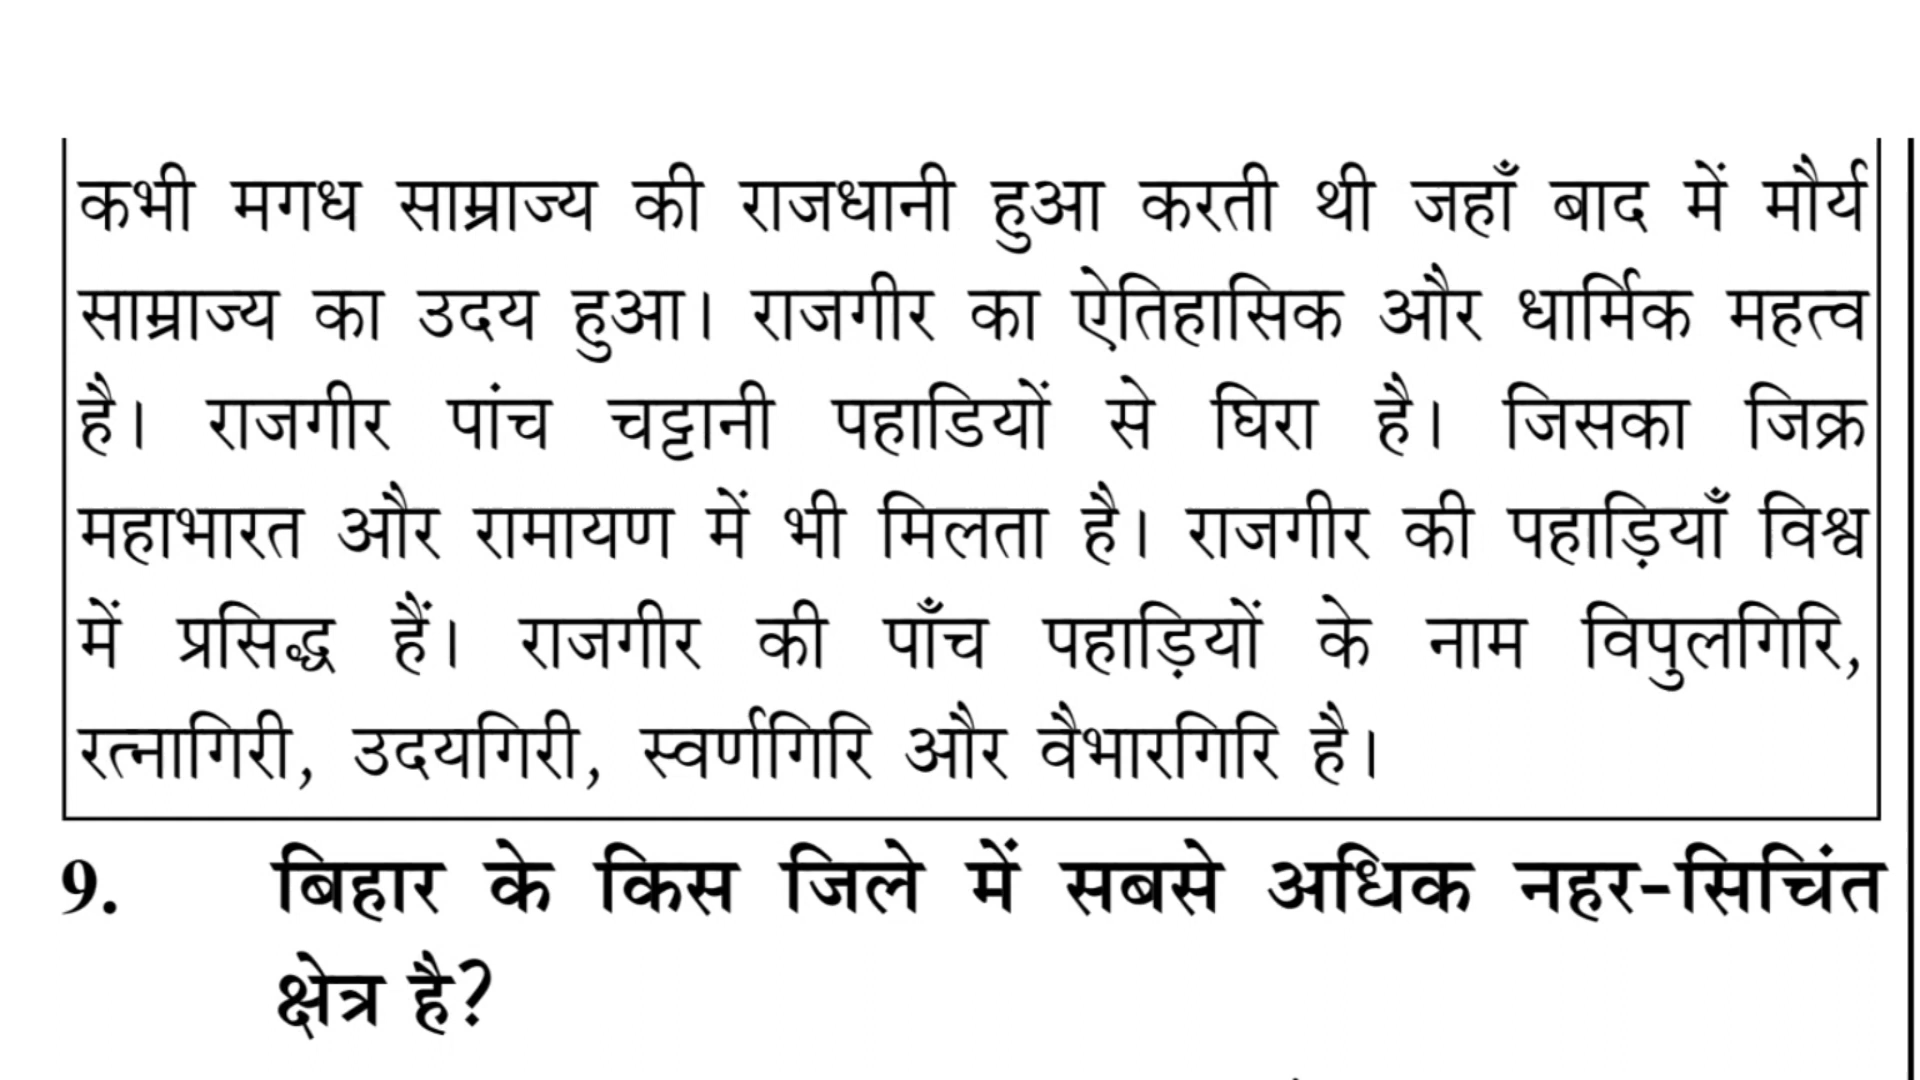 कभी मगध साम्राज्य की राजधानी हुआ करती थी जहाँ बाद में मौर्य
साम्राज्य का उदय हुआ। राजगीर का ऐतिहासिक और धार्मिक महत्व
है। राजगीर पांच चट्टानी पहाडियों से घिरा है। जिसका जिक्र
महाभारत और रामायण में भी मिलता है। राजगीर की पहाड़ियाँ विश्व
में प्रसिद्ध हैं। राजगीर की पाँच पहाड़ियों के नाम विपुलगिरि,
रत्नागिरी, उदयगिरी, स्वर्णगिरि और वैभारगिरि है।
9. बिहार के किस जिले में सबसे अधिक नहर-सिचिंत
क्षेत्र है?